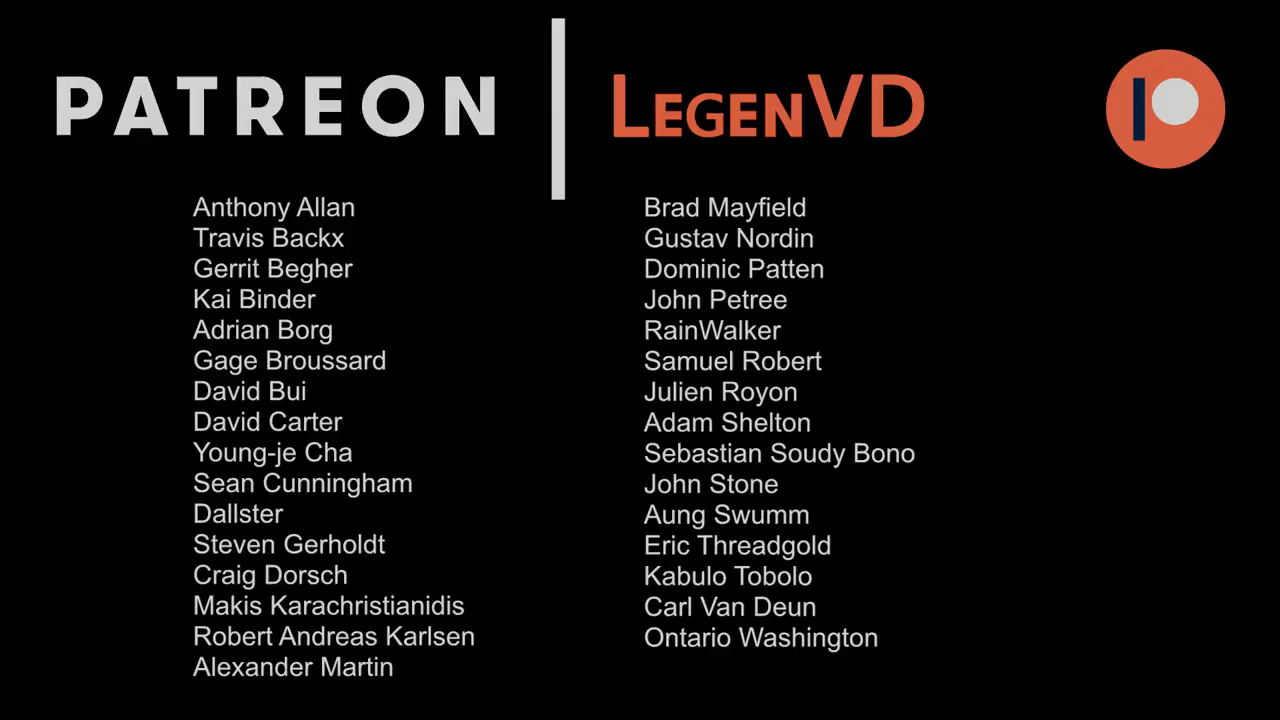 PATREON
LEGENVD
Anthony Allan
Travis Backx
Gerrit Begher
Kai Binder
Adrian Borg
Gage Broussard
David Bui
David Carter
Young-je Cha
Sean Cunningham
Dallster
Steven Gerholdt
Craig Dorsch
Makis Karachristianidis
Robert Andreas Karlsen
Alexander Martin
Brad Mayfield
Gustav Nordin
Dominic Patten
John Petree
RainWalker
Samuel Robert
Julien Royon
Adam Shelton
Sebastian Soudy Bono
John Stone
Aung Swumm
Eric Threadgold
Kabulo Tobolo
Carl Van Deun
Ontario Washington